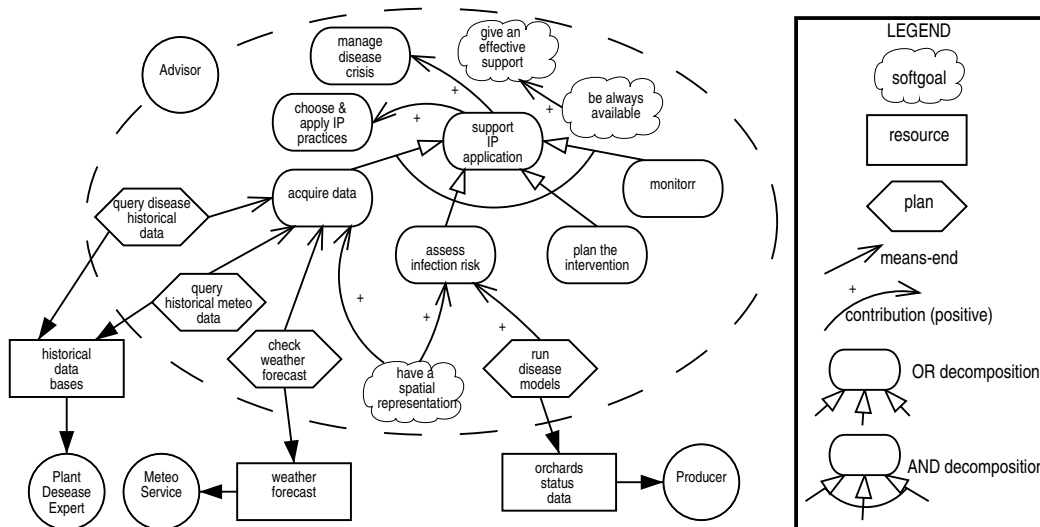 Advisor
manage
disease
crisis
give an
effective
support
+
choose &
apply IP
practices
+
+
be always
available
support
IP
application
monitorr
query disease
historical
data
acquire data
assess
infection risk
plan the
intervention
query
historical meteo
data
+
+
+
historical
data
bases
check
weather
forecast
have a
spatial
representation
run
disease
models
Plant
Desease
Expert
Meteo
Service
weather
forecast
orchards
status
data
Producer
LEGEND
softgoal
resource
plan
means-end
+
contribution (positive)
OR decomposition
AND decomposition